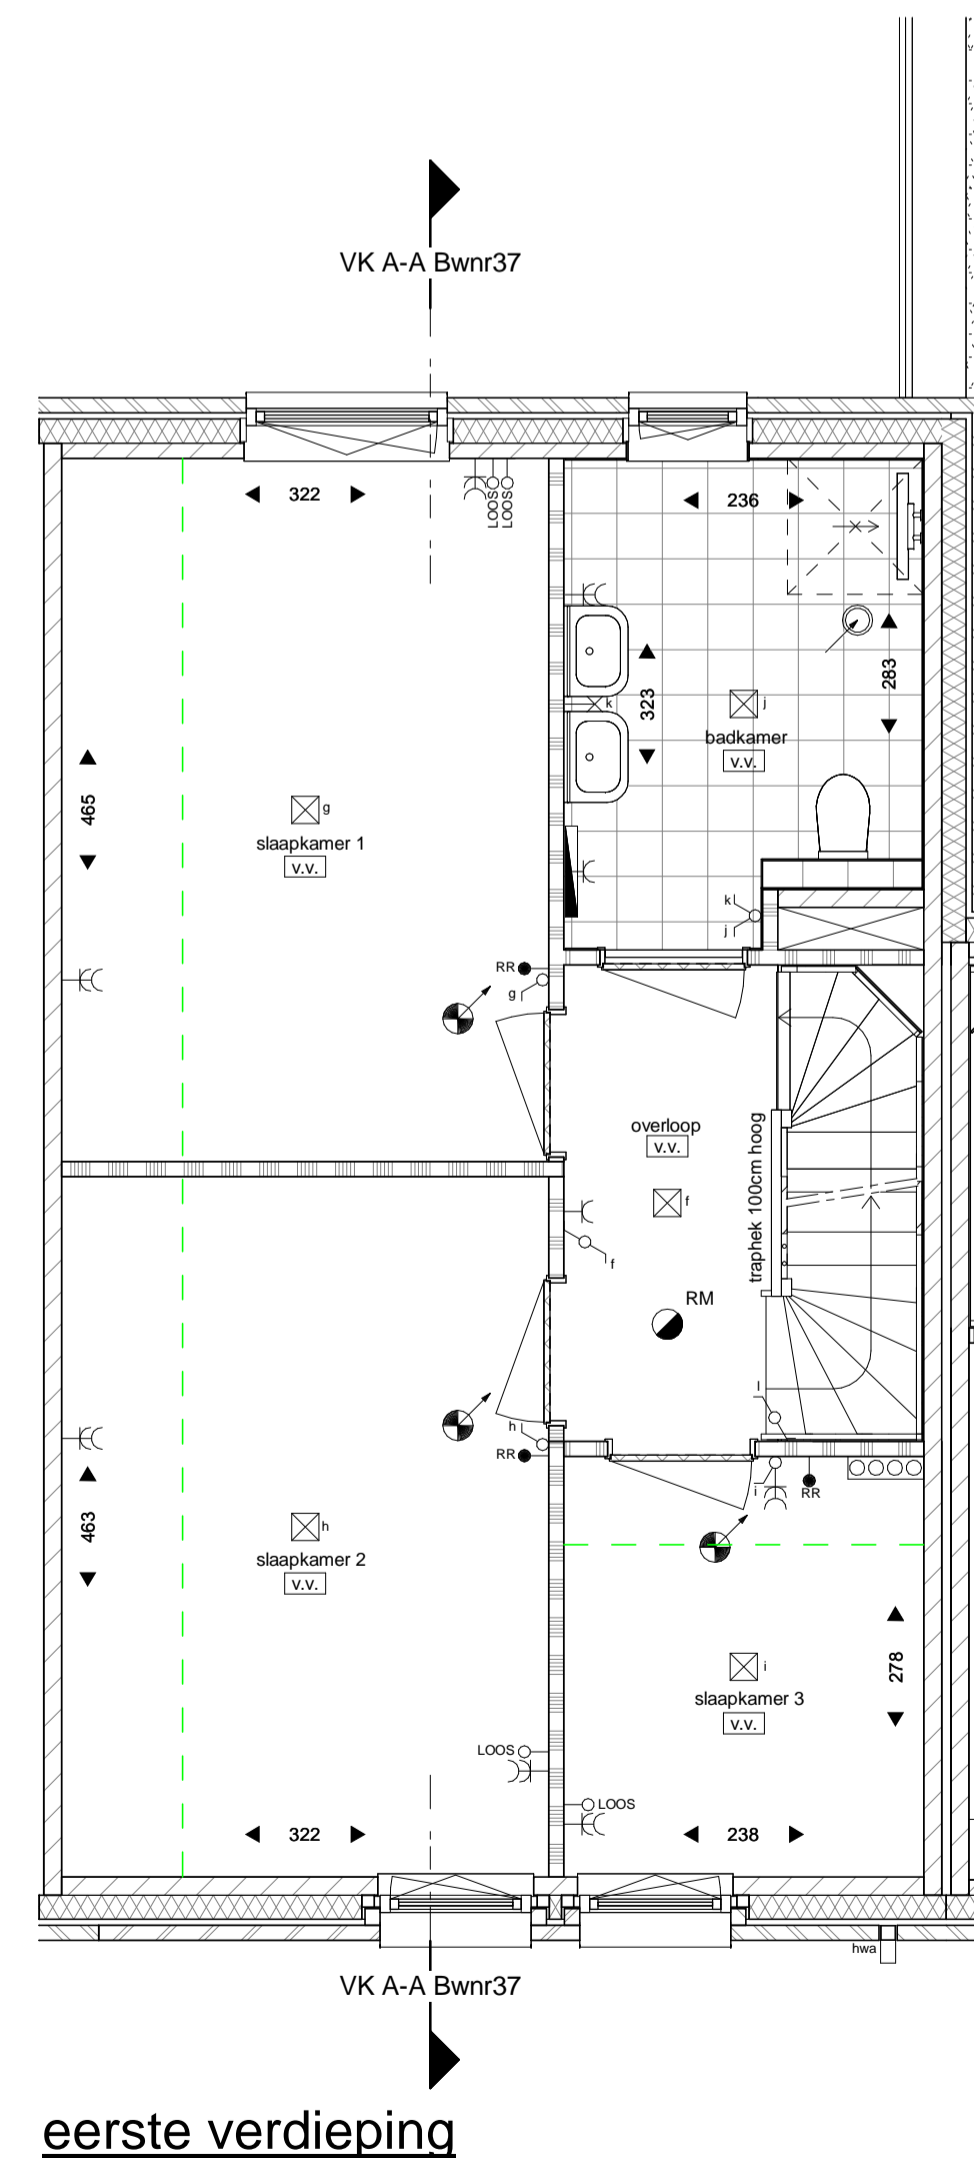 VK A-A Bwnr37
322
LOOS
LOOS
236
465
323
283
k
j
badkamer
v.v.
g
slaapkamer 1
v.v.
k
j
RR
g
overloop
v.v.
traphek 100cm hoog
f
f
RM
l
h
RR
i
RR
463
h
slaapkamer 2
v.v.
278
i
slaapkamer 3
v.v.
LOOS
LOOS
322
238
hwa
VK A-A Bwnr37
eerste verdieping